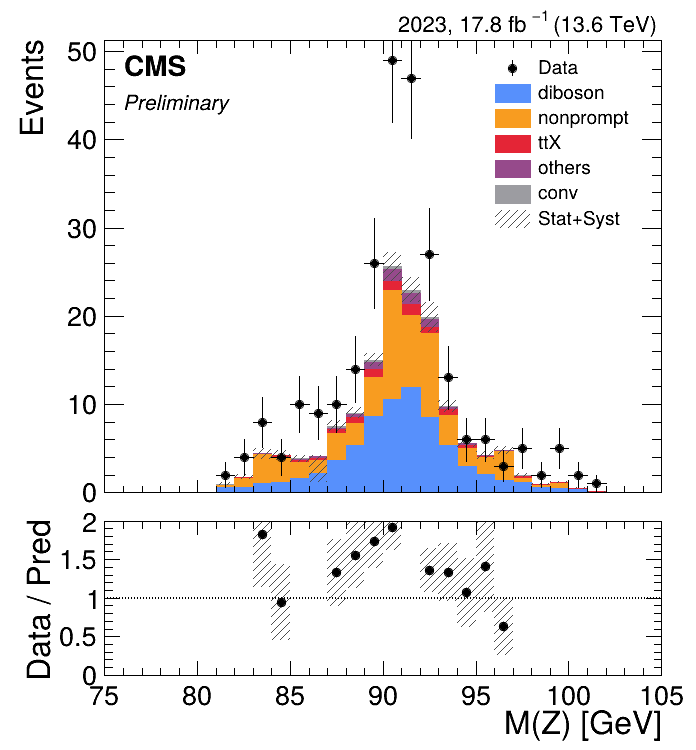 2023, 17.8 fb⁻¹ (13.6 TeV)
CMS
Preliminary
Events
50
40
30
20
10
0
Data
diboson
nonprompt
ttX
others
conv
Stat+Syst
Data / Pred
2
1.5
1
0.5
0
75 80 85 90 95 100 105
M(Z) [GeV]